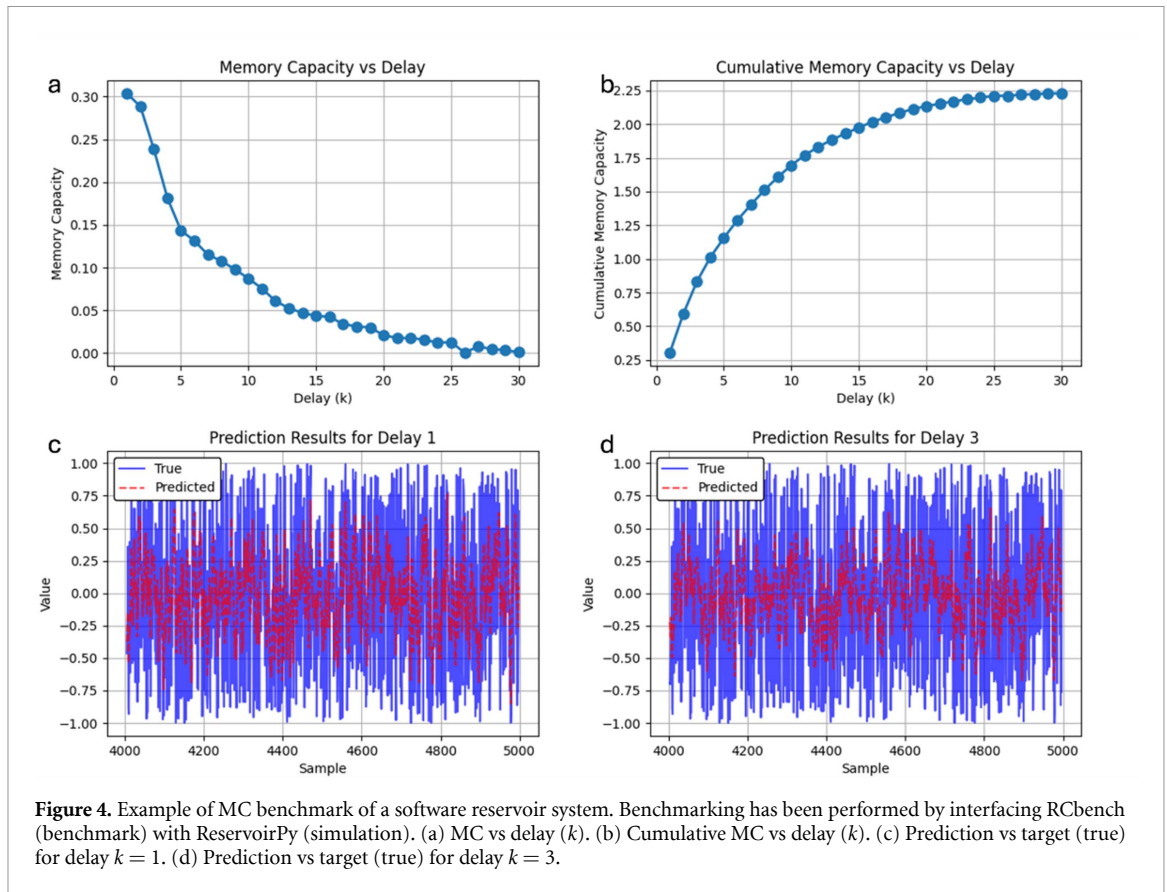 a
Memory Capacity vs Delay
0.30
0.25
0.20
0.15
0.10
0.05
0.00
Memory Capacity
0 5 10 15 20 25 30
Delay (k)
b
Cumulative Memory Capacity vs Delay
2.25
2.00
1.75
1.50
1.25
1.00
0.75
0.50
0.25
Cumulative Memory Capacity
0 5 10 15 20 25 30
Delay (k)
c
Prediction Results for Delay 1
True
Predicted
1.00
0.75
0.50
0.25
0.00
−0.25
−0.50
−0.75
−1.00
Value
4000 4200 4400 4600 4800 5000
Sample
d
Prediction Results for Delay 3
True
Predicted
1.00
0.75
0.50
0.25
0.00
−0.25
−0.50
−0.75
−1.00
Value
4000 4200 4400 4600 4800 5000
Sample
Figure 4. Example of MC benchmark of a software reservoir system. Benchmarking has been performed by interfacing RCbench
(benchmark) with ReservoirPy (simulation). (a) MC vs delay (k). (b) Cumulative MC vs delay (k). (c) Prediction vs target (true)
for delay k = 1. (d) Prediction vs target (true) for delay k = 3.